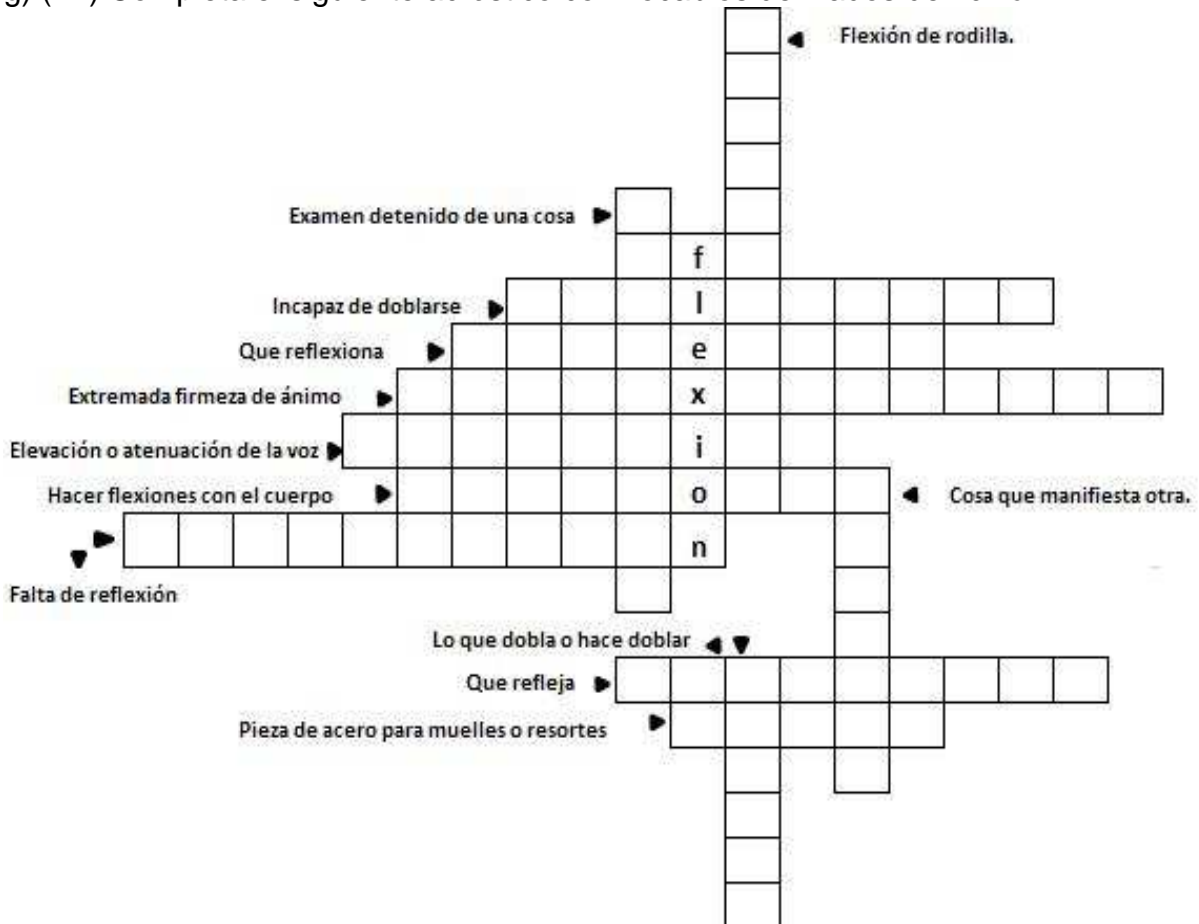 Flexión de rodilla.
Examen detenido de una cosa
f
Incapaz de doblarse
l
Que reflexiona
e
Extremada firmeza de ánimo
x
Elevación o atenuación de la voz
i
Hacer flexiones con el cuerpo
o
Cosa que manifiesta otra.
n
Falta de reflexión
Lo que dobla o hace doblar
Que refleja
Pieza de acero para muelles o resortes